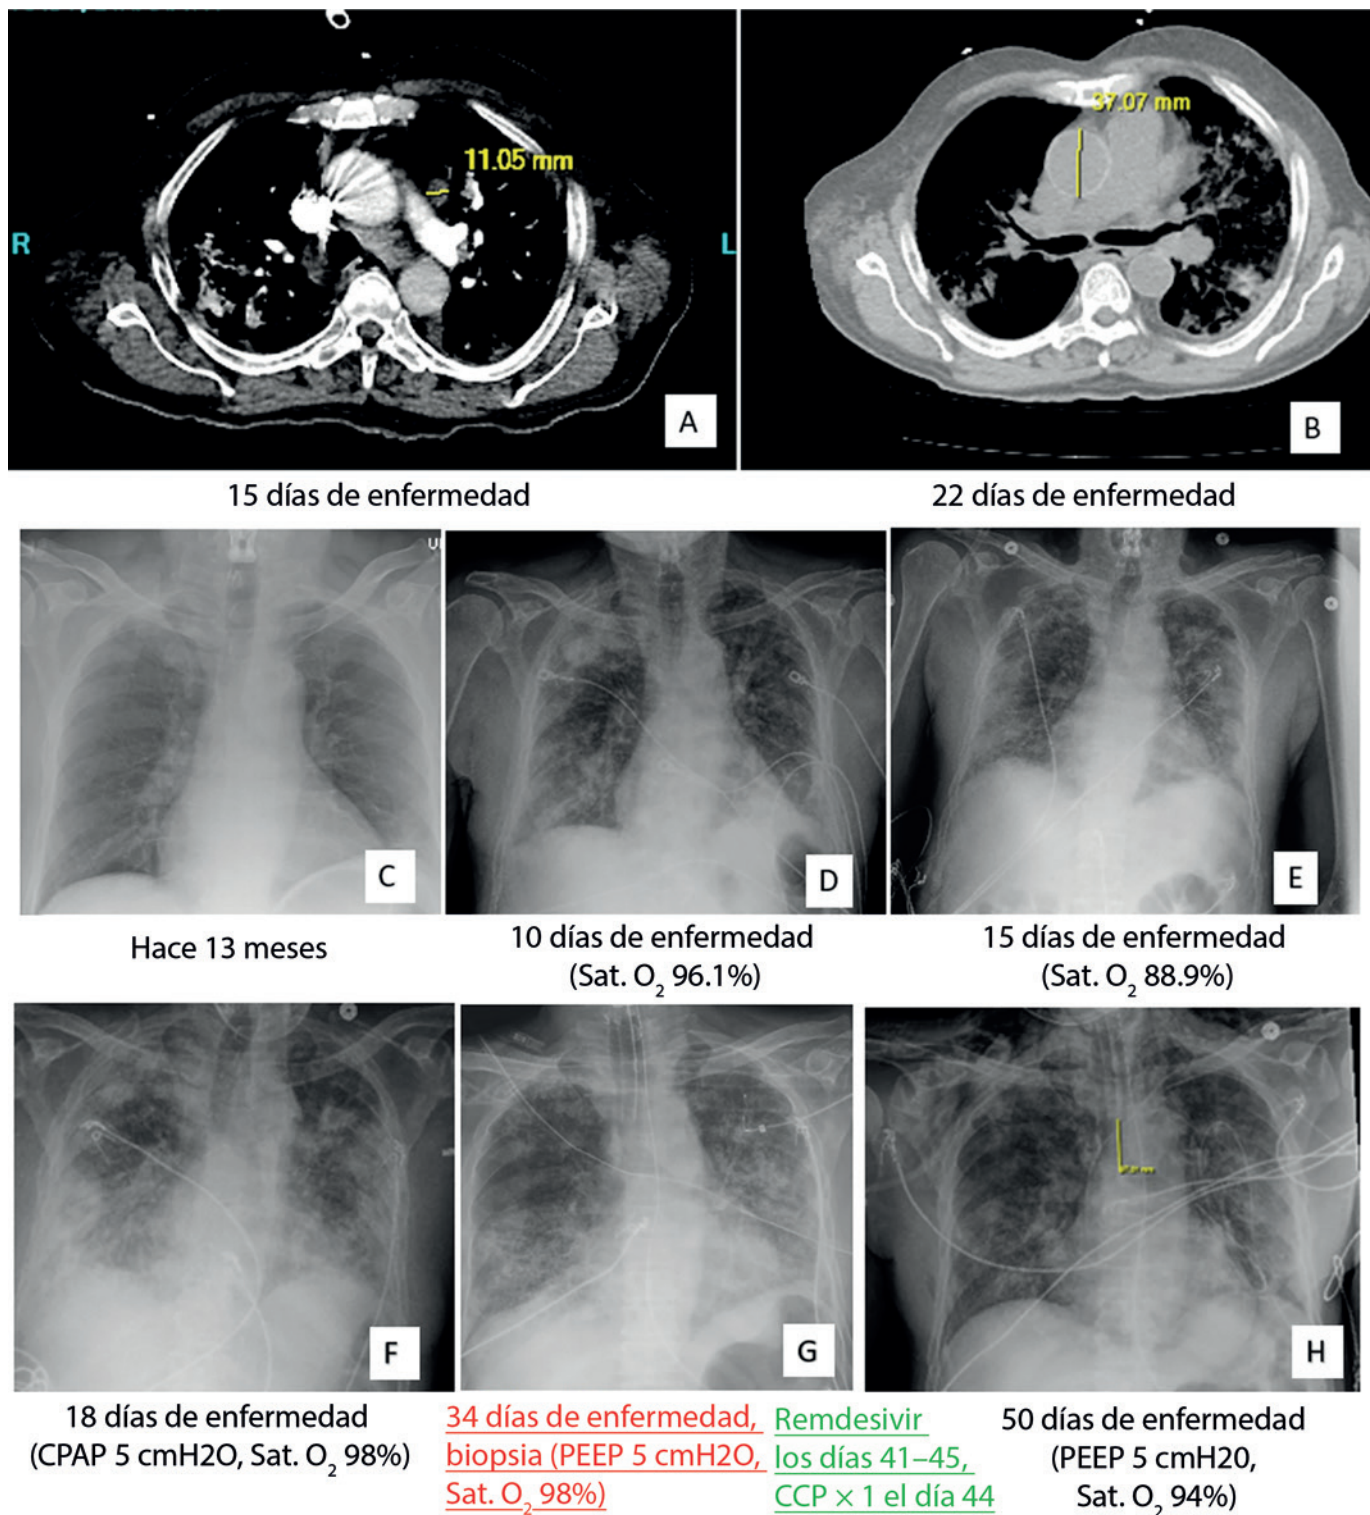 11.05 mm
37.07 mm
R
L
A
B
15 días de enfermedad
22 días de enfermedad
C
D
E
Hace 13 meses
10 días de enfermedad
(Sat. O₂ 96.1%)
15 días de enfermedad
(Sat. O₂ 88.9%)
F
G
H
18 días de enfermedad
(CPAP 5 cmH2O, Sat. O₂ 98%)
34 días de enfermedad,
biopsia (PEEP 5 cmH2O,
Sat. O₂ 98%)
Remdesivir
los días 41–45,
CCP × 1 el día 44
50 días de enfermedad
(PEEP 5 cmH20,
Sat. O₂ 94%)